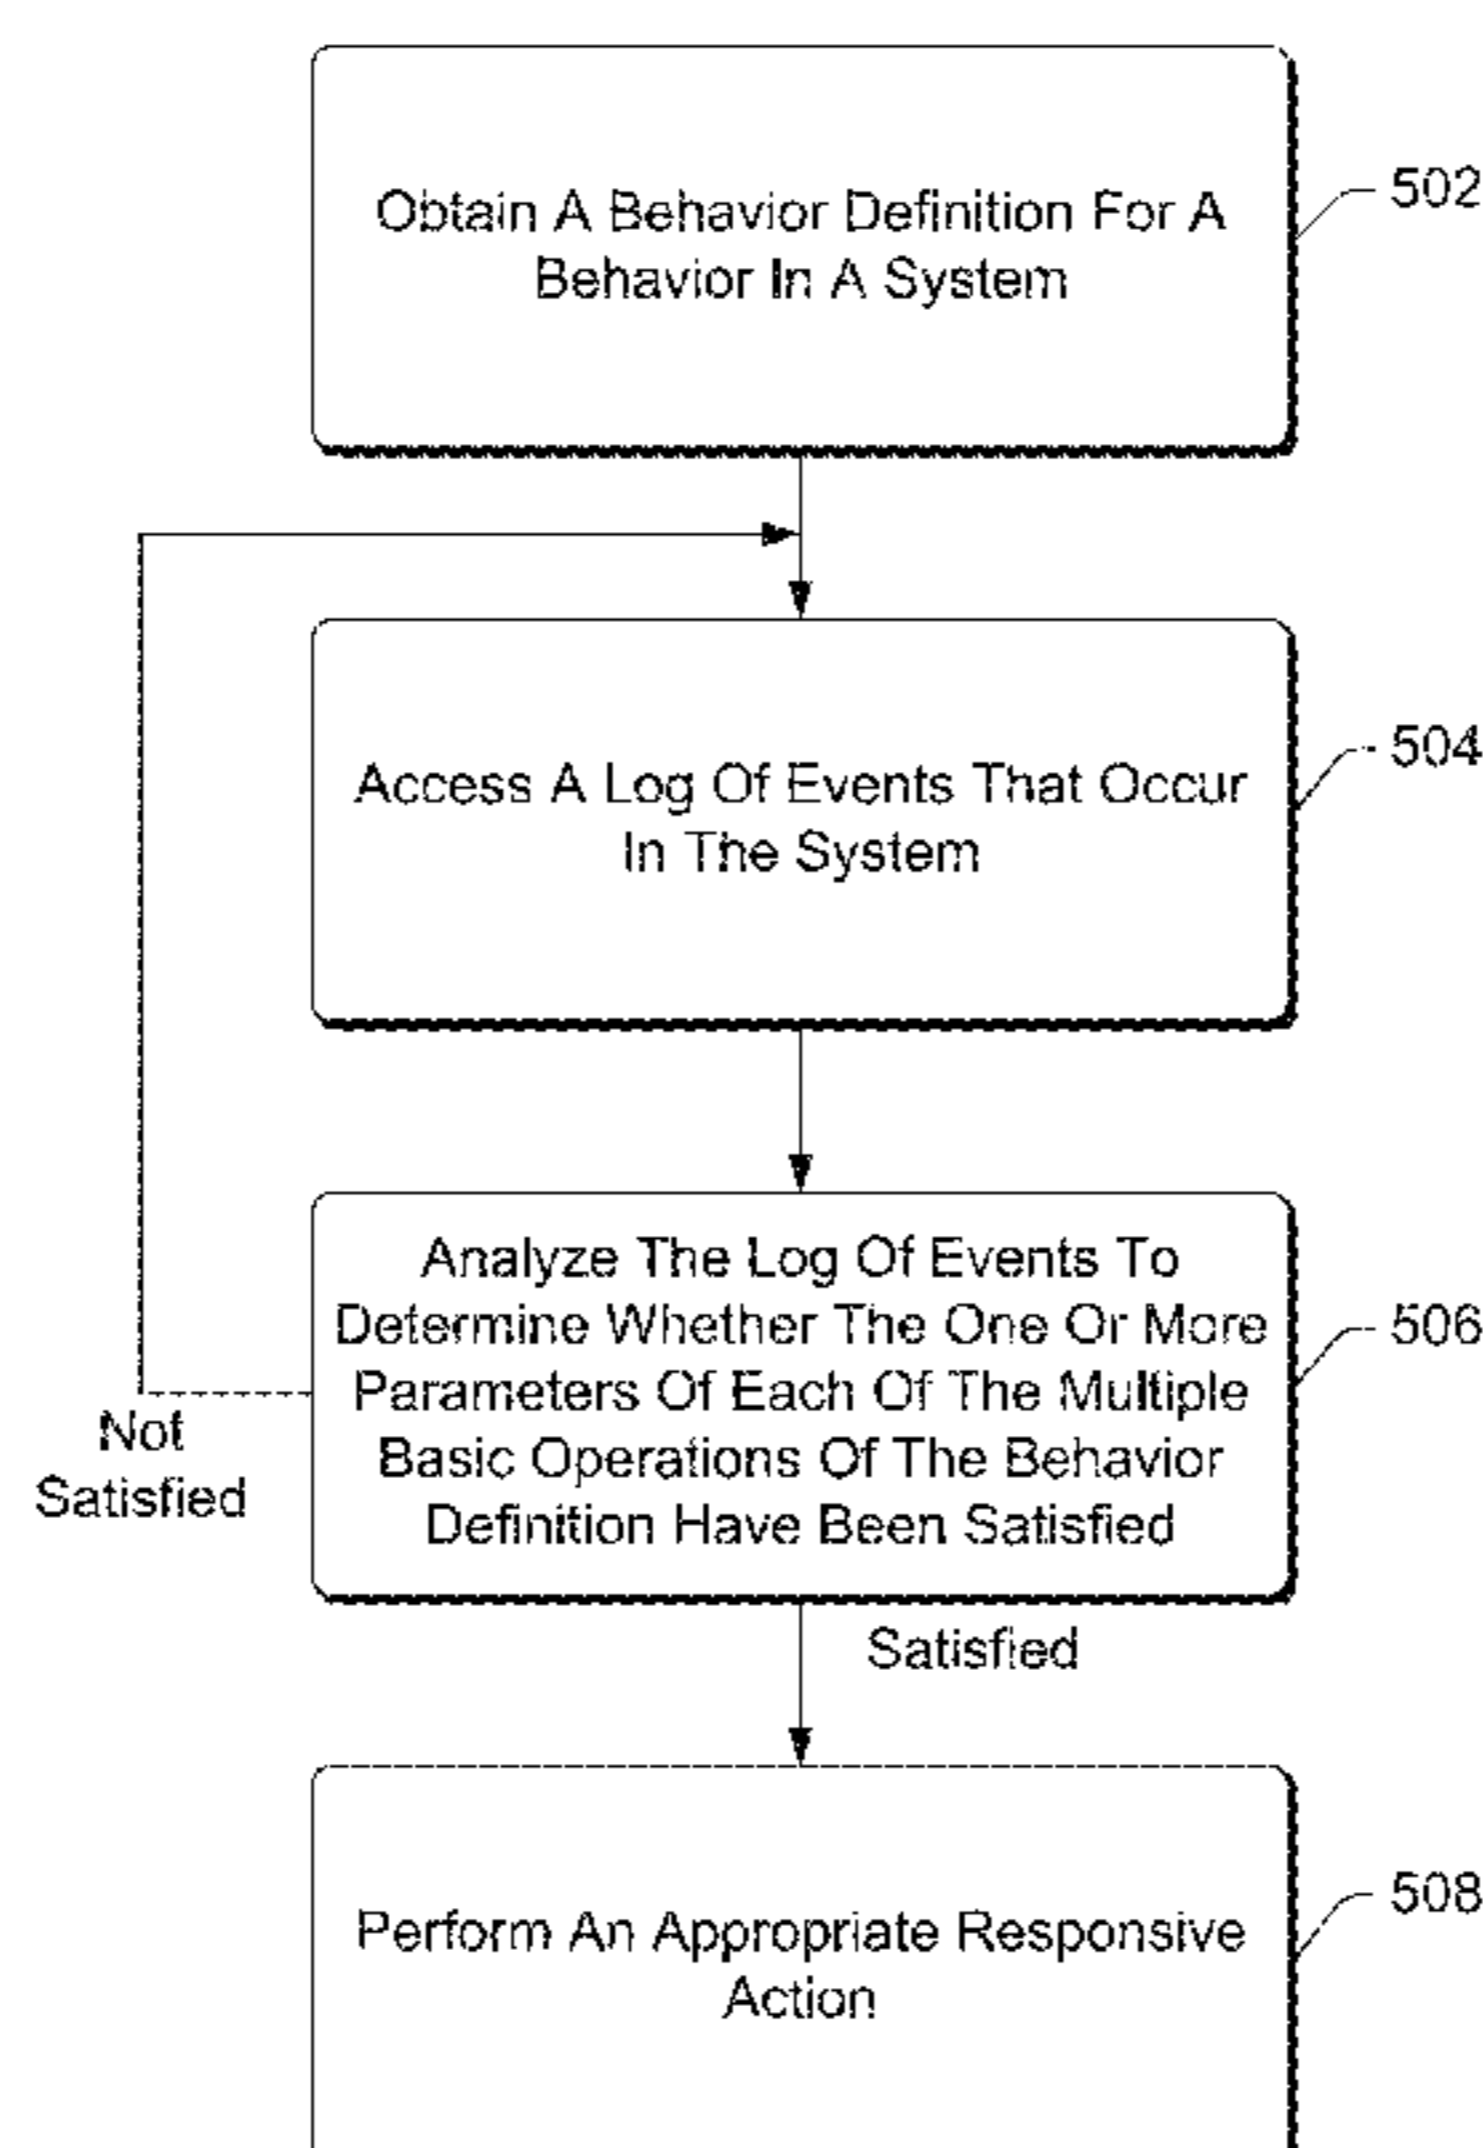 Obtain A Behavior Definition For A
Behavior In A System
502
Access A Log Of Events That Occur
In The System
504
Analyze The Log Of Events To
Determine Whether The One Or More
Parameters Of Each Of The Multiple
Basic Operations Of The Behavior
Definition Have Been Satisfied
506
Not
Satisfied
Satisfied
Perform An Appropriate Responsive
Action
508